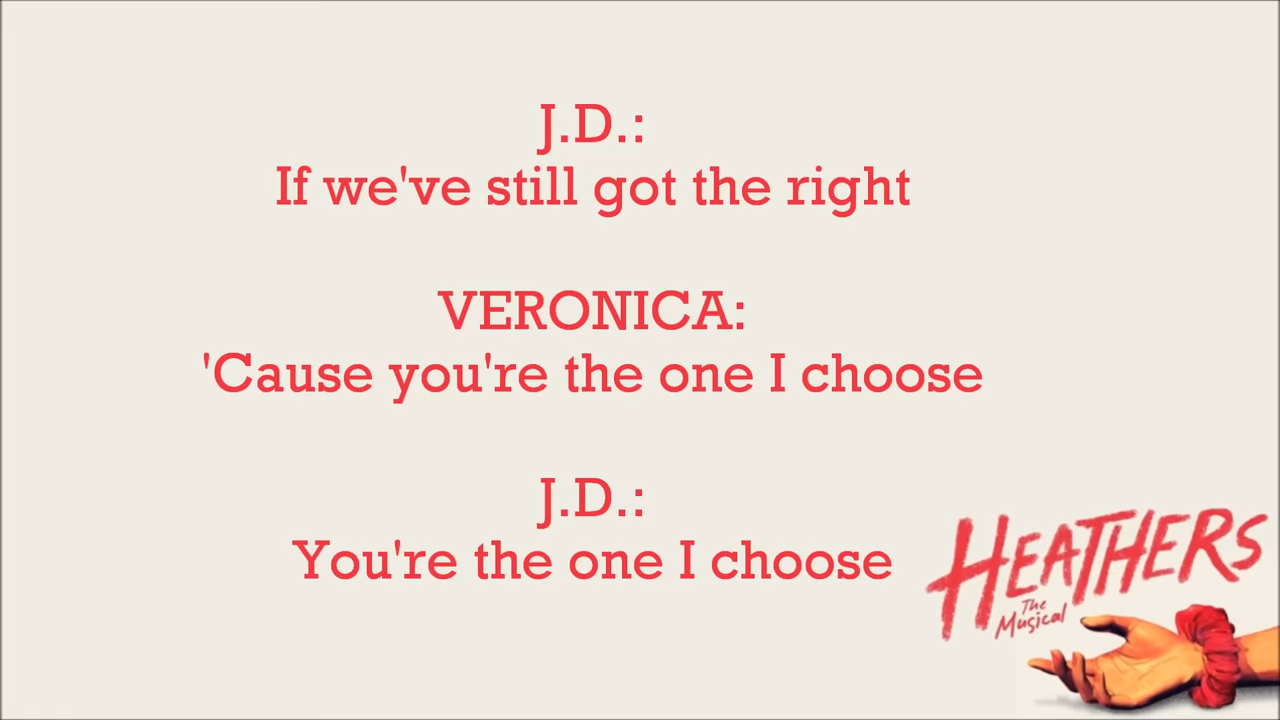 J.D.:
If we've still got the right
VERONICA:
'Cause you're the one I choose
J.D.:
You're the one I choose
HEATHERS
The
Musical